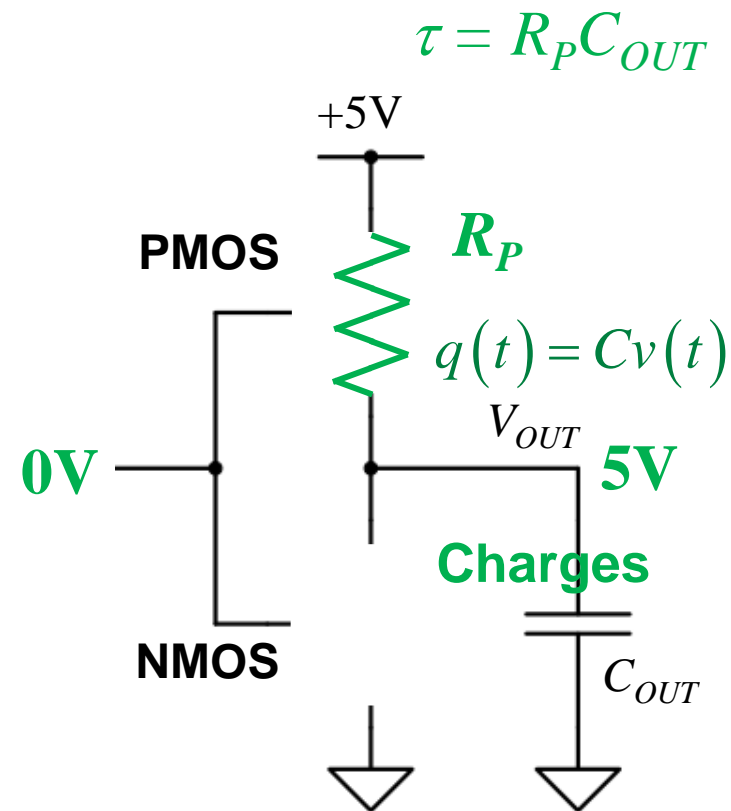 τ = R_P C_OUT
+5V
PMOS
R_P
q(t) = Cv(t)
V_OUT
0V
5V
Charges
NMOS
C_OUT